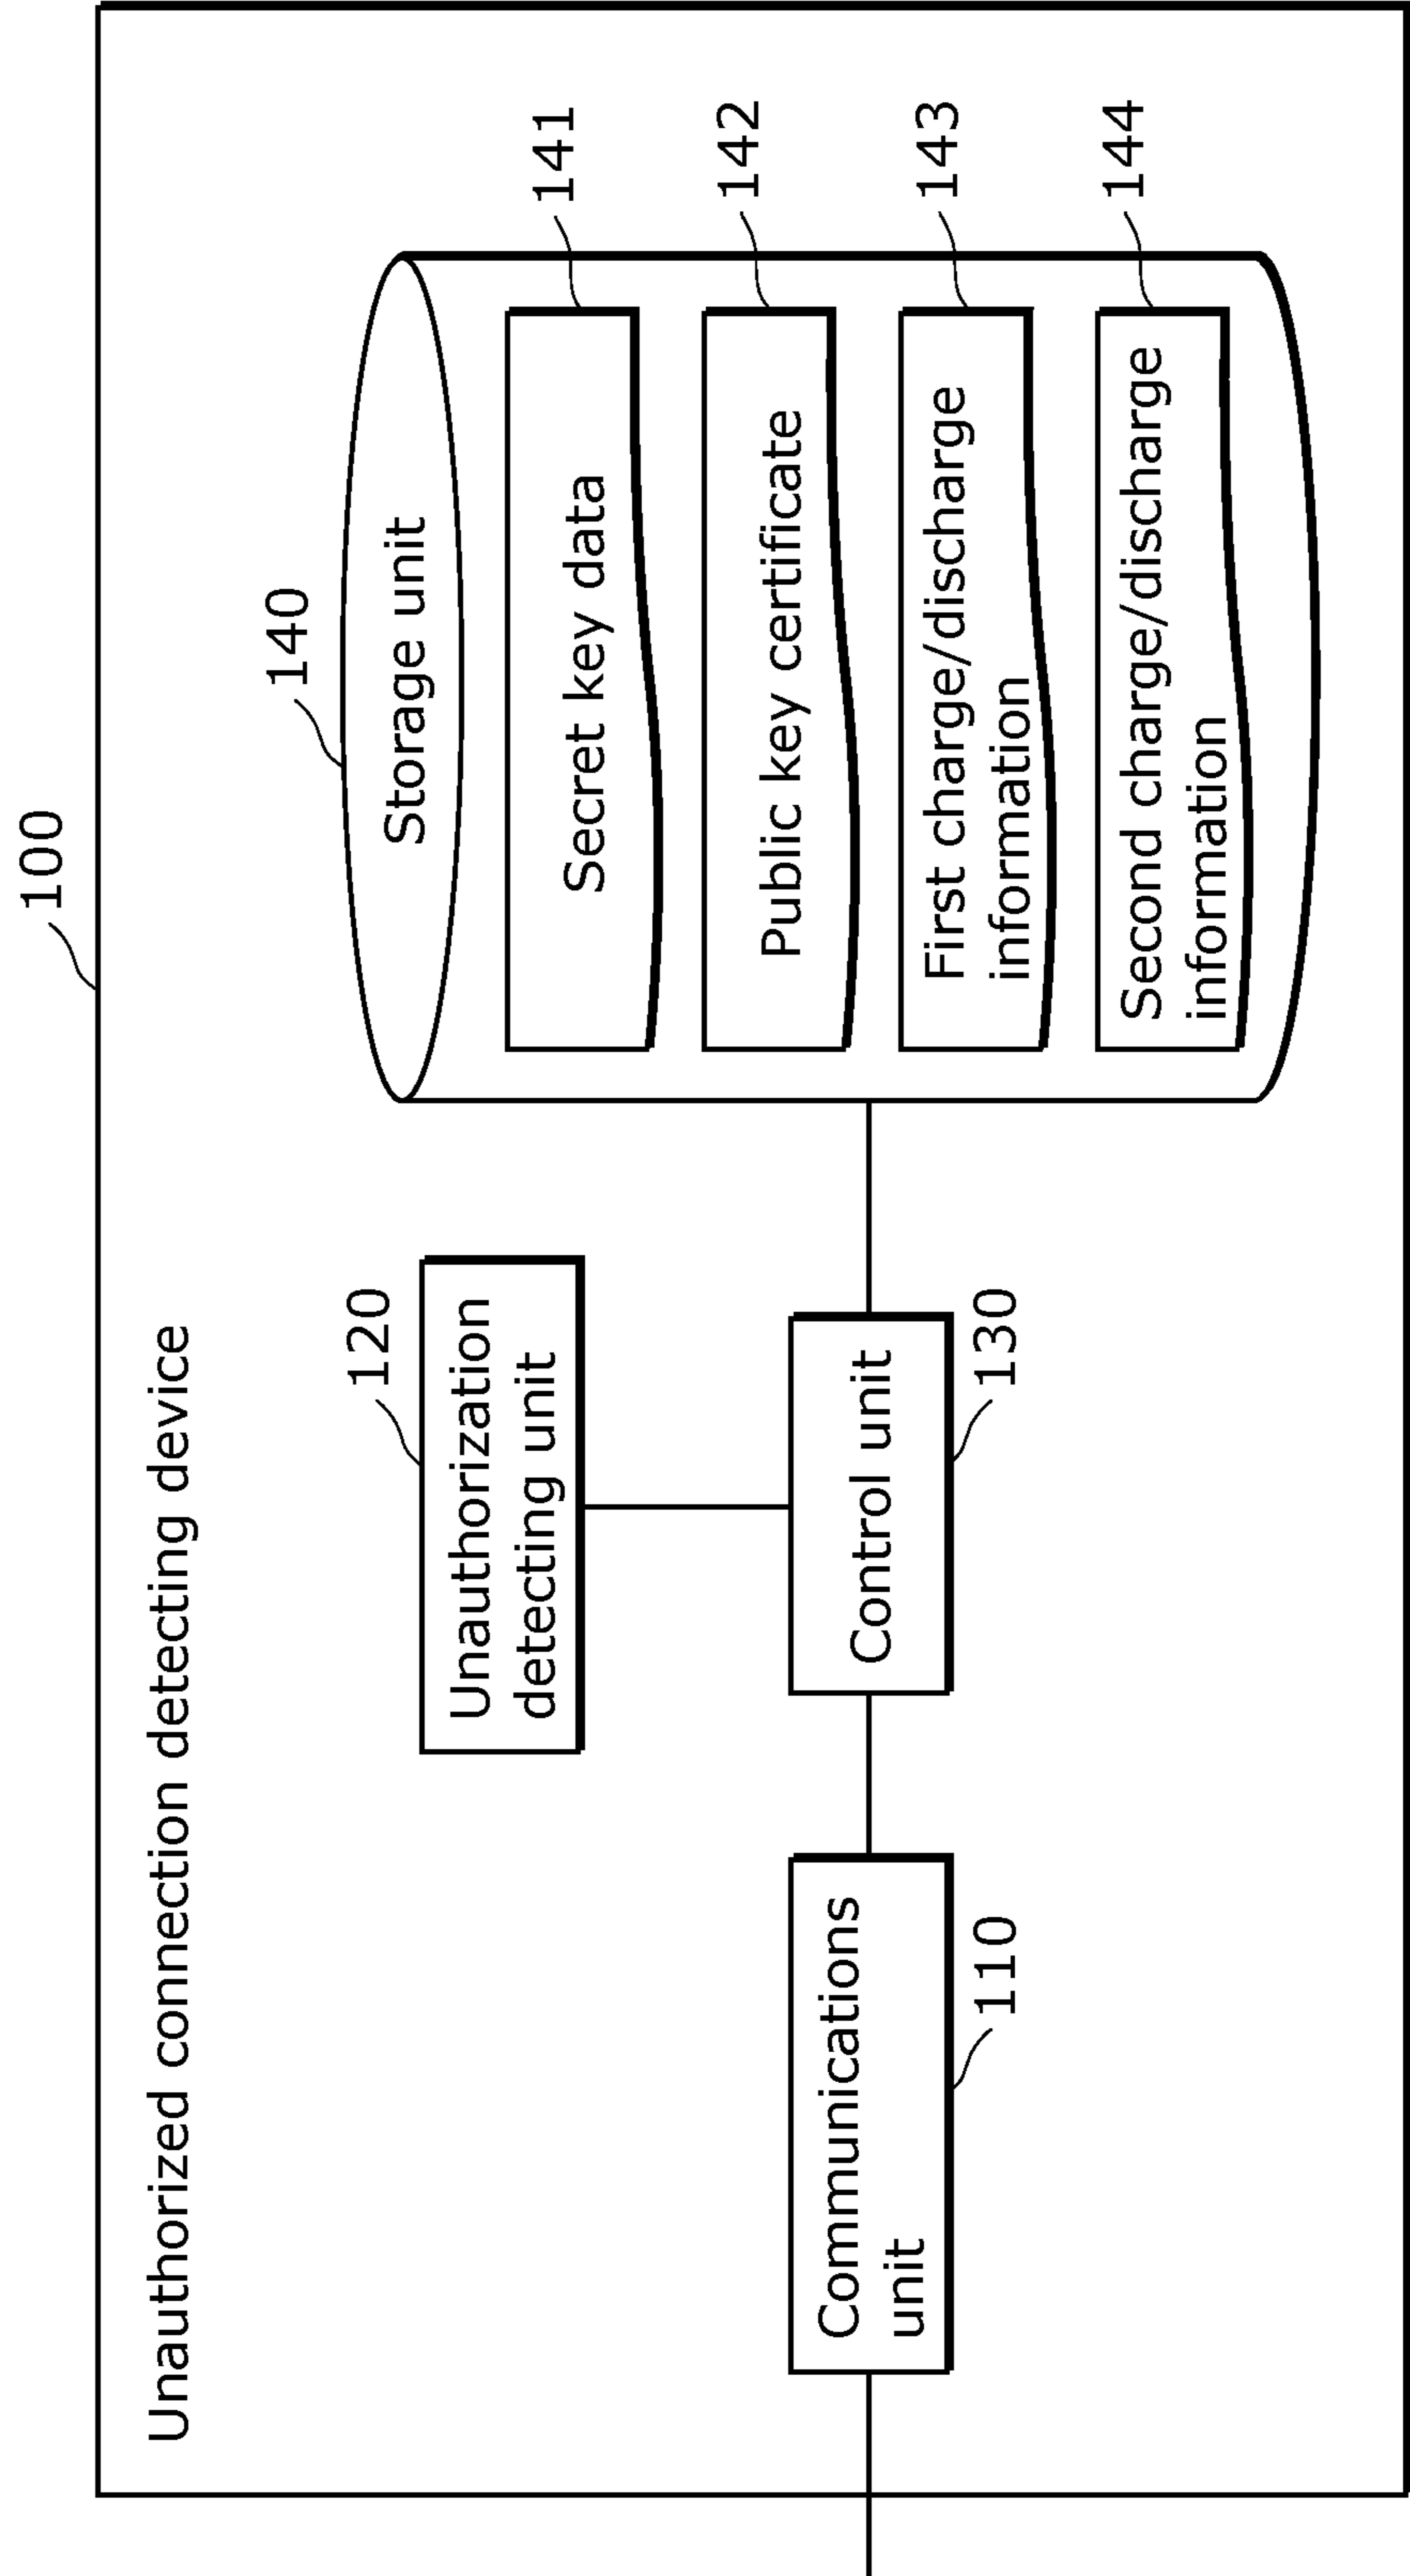 100
Unauthorized connection detecting device
140
Storage unit
120
Unauthorization
detecting unit
141
Secret key data
142
Public key certificate
Communications
unit
110
Control unit
130
143
First charge/discharge
information
144
Second charge/discharge
information